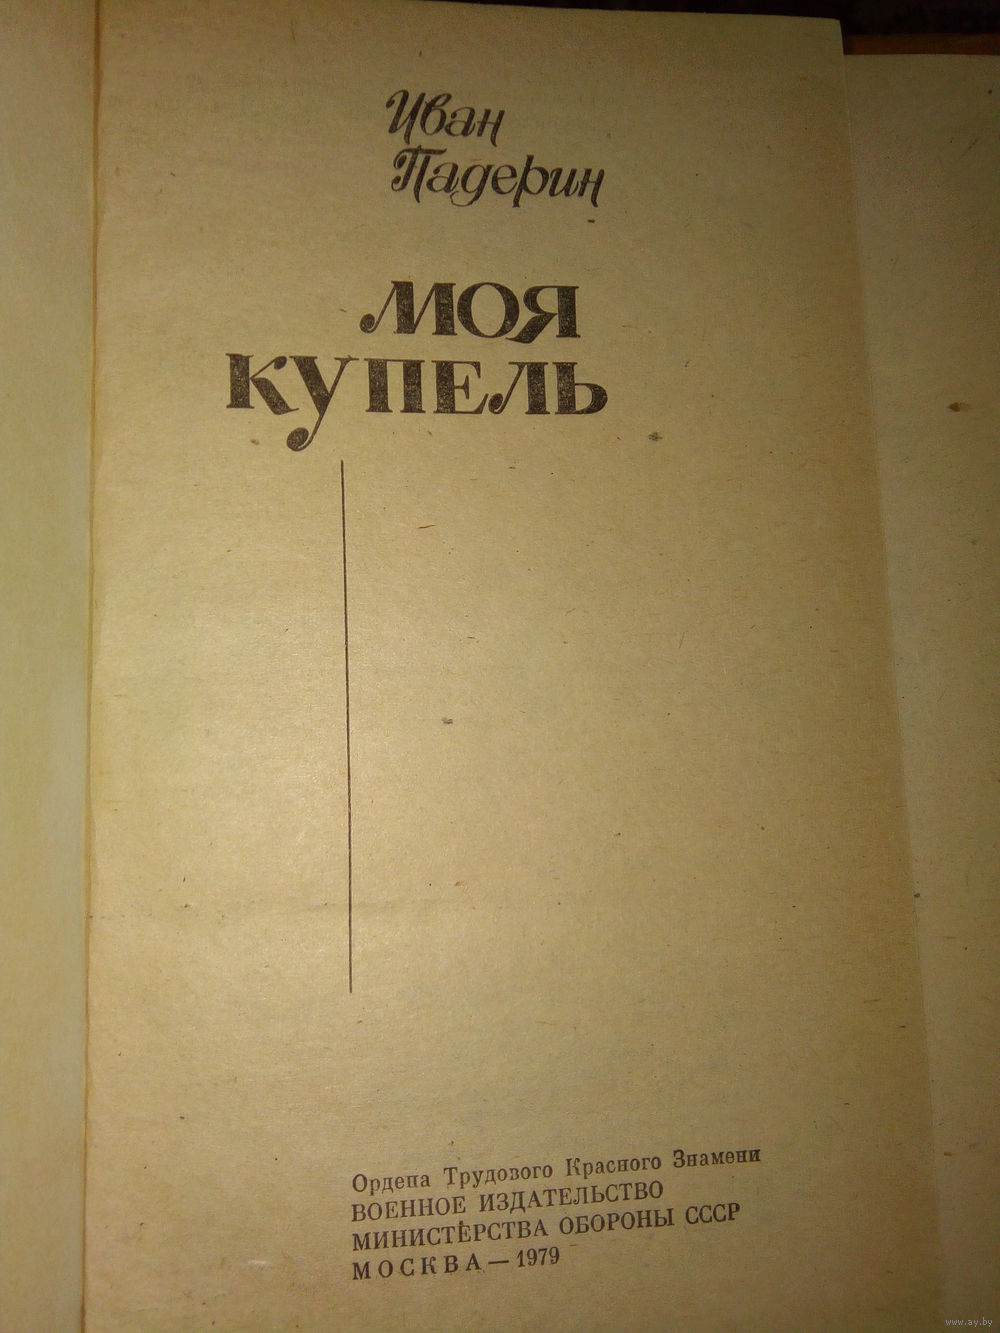 Иван
Падерин
МОЯ
КУПЕЛЬ
Ордена Трудового Красного Знамени
ВОЕННОЕ ИЗДАТЕЛЬСТВО
МИНИСТЕРСТВА ОБОРОНЫ СССР
МОСКВА — 1979
www.ay.by